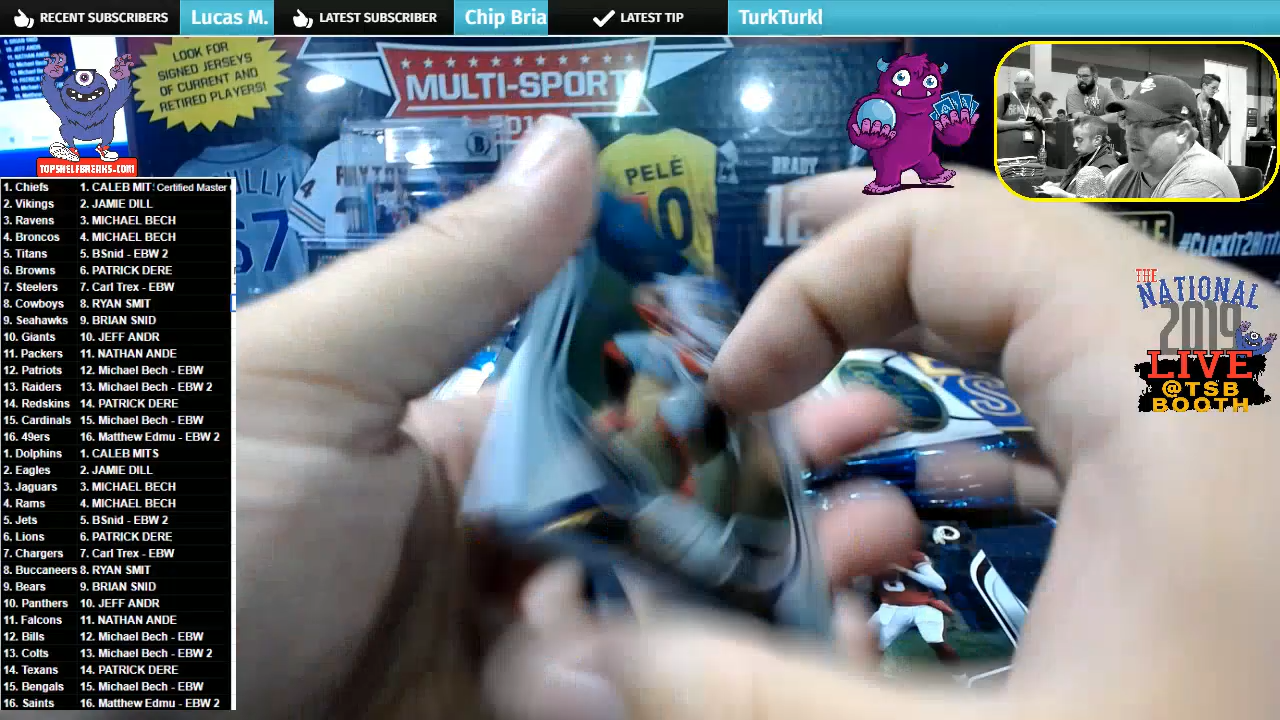 RECENT SUBSCRIBERS
Lucas M.
LATEST SUBSCRIBER
Chip Bria
LATEST TIP
TurkTurkl
LOOK FOR
SIGNED JERSEYS
OF CURRENT AND
RETIRED PLAYERS!
MULTI-SPORT
PELÉ
BRADY
12
67
TOPSHELFBREAKS.COM
#CLICKIT2RIT
THE
NATIONAL
2019
LIVE
@TSB
BOOTH
1. Chiefs 1. CALEB MIT: Certified Master
2. Vikings 2. JAMIE DILL
3. Ravens 3. MICHAEL BECH
4. Broncos 4. MICHAEL BECH
5. Titans 5. BSnid - EBW 2
6. Browns 6. PATRICK DERE
7. Steelers 7. Carl Trex - EBW
8. Cowboys 8. RYAN SMIT
9. Seahawks 9. BRIAN SNID
10. Giants 10. JEFF ANDR
11. Packers 11. NATHAN ANDE
12. Patriots 12. Michael Bech - EBW
13. Raiders 13. Michael Bech - EBW 2
14. Redskins 14. PATRICK DERE
15. Cardinals 15. Michael Bech - EBW
16. 49ers 16. Matthew Edmu - EBW 2
1. Dolphins 1. CALEB MITS
2. Eagles 2. JAMIE DILL
3. Jaguars 3. MICHAEL BECH
4. Rams 4. MICHAEL BECH
5. Jets 5. BSnid - EBW 2
6. Lions 6. PATRICK DERE
7. Chargers 7. Carl Trex - EBW
8. Buccaneers 8. RYAN SMIT
9. Bears 9. BRIAN SNID
10. Panthers 10. JEFF ANDR
11. Falcons 11. NATHAN ANDE
12. Bills 12. Michael Bech - EBW
13. Colts 13. Michael Bech - EBW 2
14. Texans 14. PATRICK DERE
15. Bengals 15. Michael Bech - EBW
16. Saints 16. Matthew Edmu - EBW 2